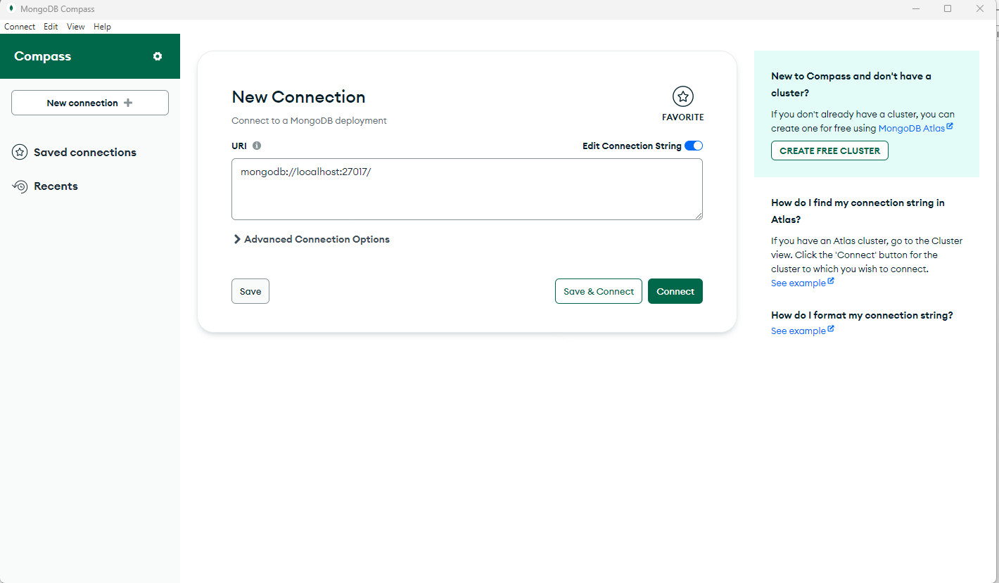 MongoDB Compass
Connect Edit View Help
Compass
New connection
Saved connections
Recents
New Connection
Connect to a MongoDB deployment
FAVORITE
URI
Edit Connection String
mongodb://localhost:27017/
Advanced Connection Options
Save
Save & Connect
Connect
New to Compass and don't have a
cluster?
If you don't already have a cluster, you can
create one for free using MongoDB Atlas
CREATE FREE CLUSTER
How do I find my connection string in
Atlas?
If you have an Atlas cluster, go to the Cluster
view. Click the 'Connect' button for the
cluster to which you wish to connect.
See example
How do I format my connection string?
See example